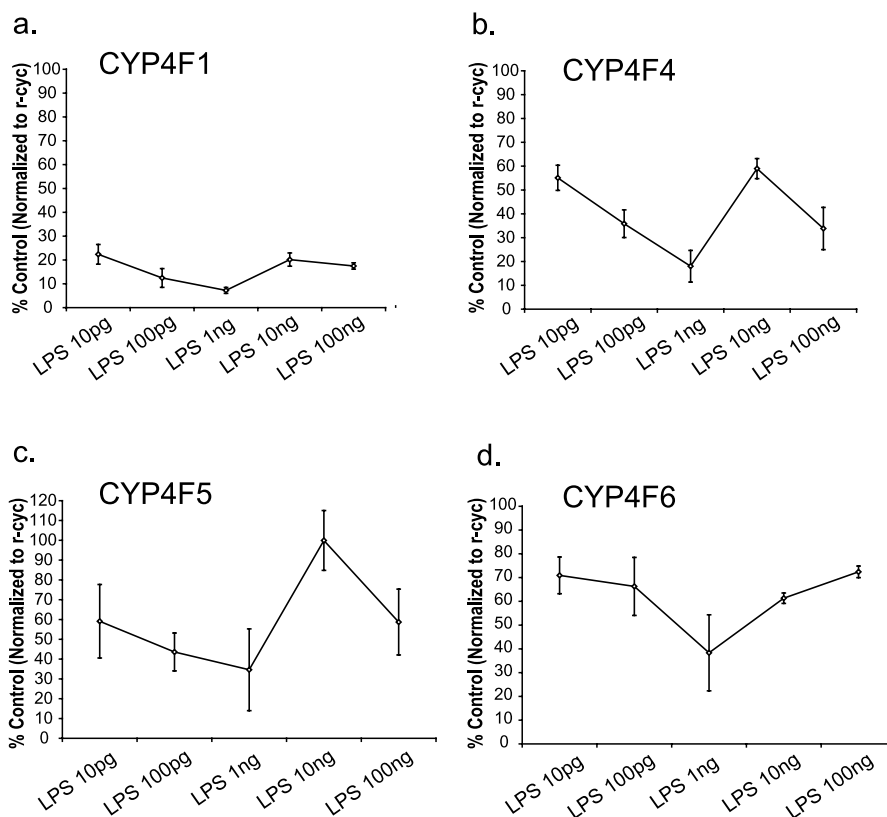 a.
CYP4F1
% Control (Normalized to r-cyc)
100
90
80
70
60
50
40
30
20
10
0
LPS 10pg
LPS 100pg
LPS 1ng
LPS 10ng
LPS 100ng
b.
CYP4F4
% Control (Normalized to r-cyc)
100
90
80
70
60
50
40
30
20
10
0
LPS 10pg
LPS 100pg
LPS 1ng
LPS 10ng
LPS 100ng
c.
CYP4F5
% Control (Normalized to r-cyc)
120
110
100
90
80
70
60
50
40
30
20
10
0
LPS 10pg
LPS 100pg
LPS 1ng
LPS 10ng
LPS 100ng
d.
CYP4F6
% Control (Normalized to r-cyc)
100
90
80
70
60
50
40
30
20
10
0
LPS 10pg
LPS 100pg
LPS 1ng
LPS 10ng
LPS 100ng